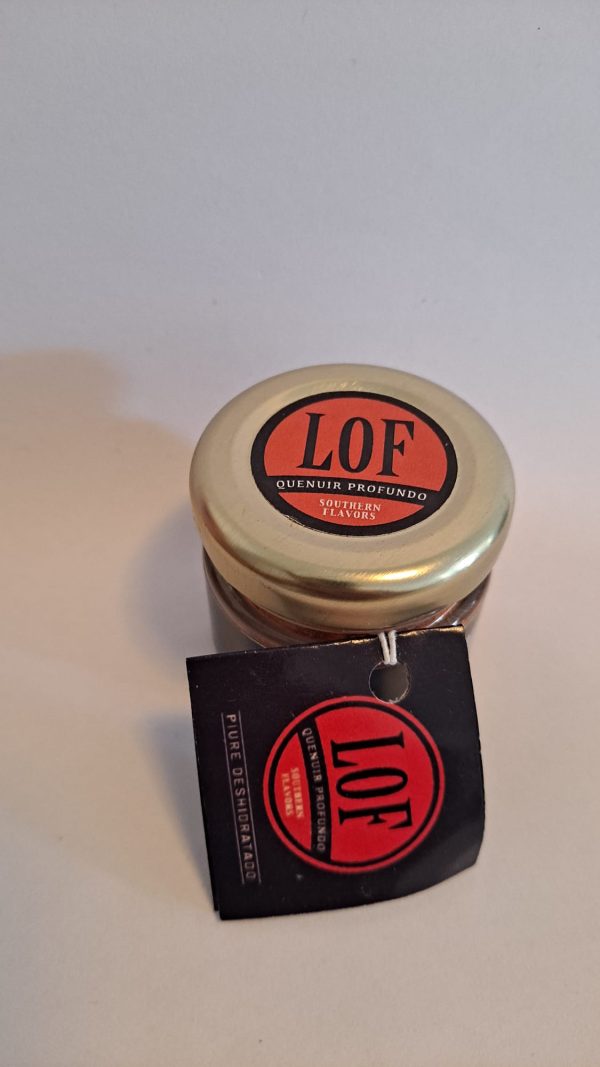 LOF
QUENUIR PROFUNDO
SOUTHERN
FLAVORS
LOF
QUENUIR PROFUNDO
SOUTHERN
FLAVORS
PIURE DESHIDRATADO